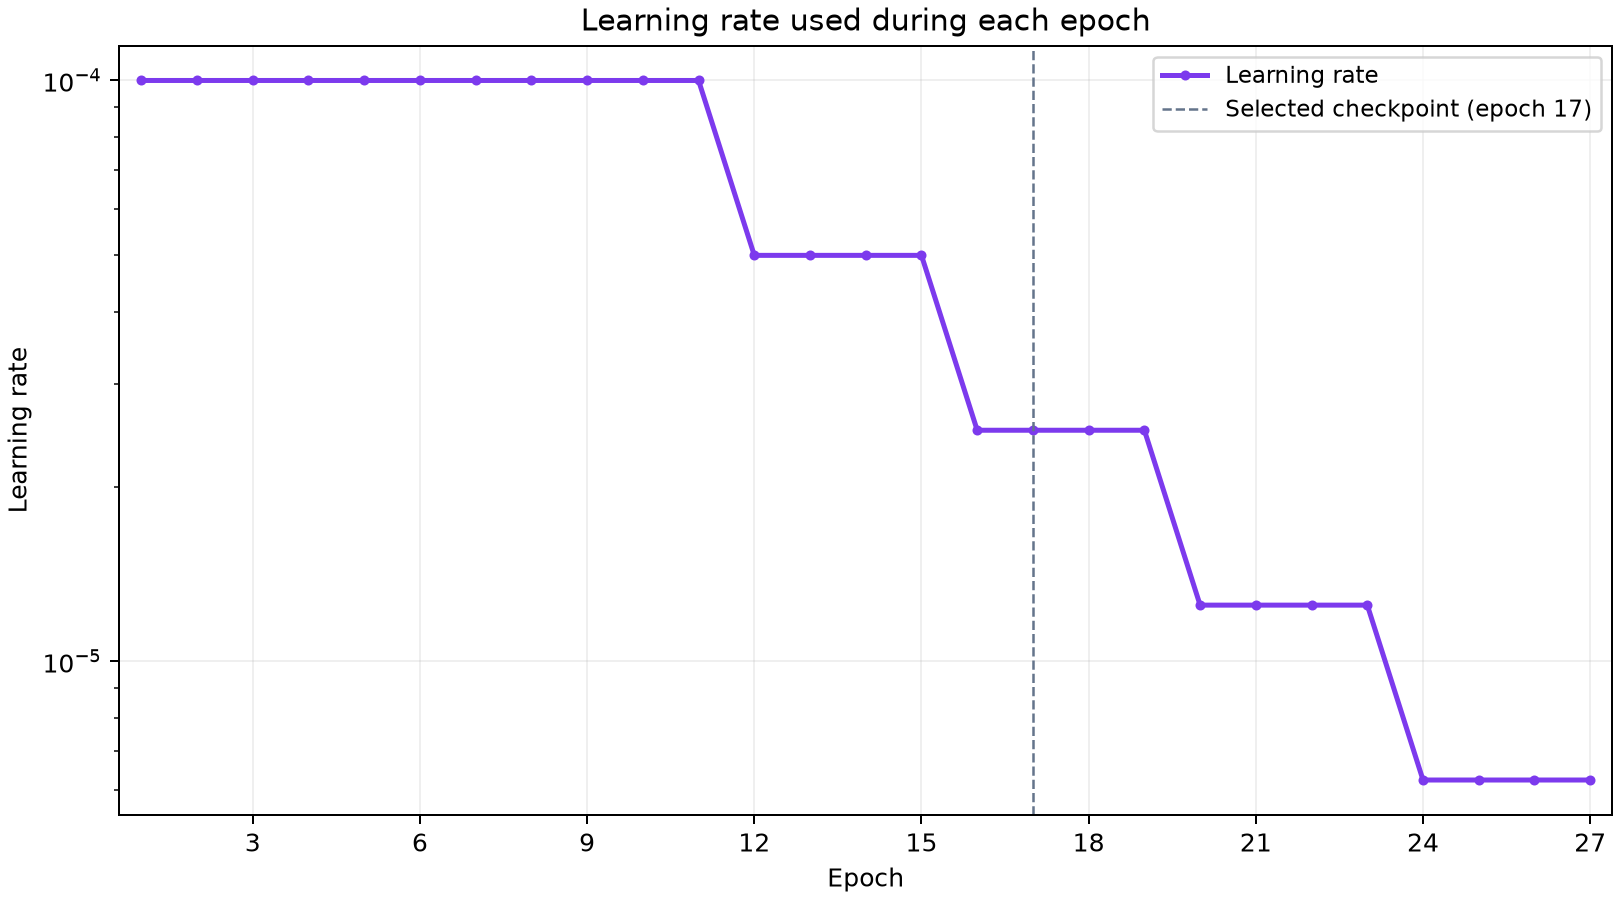 Learning rate used during each epoch
Learning rate
Selected checkpoint (epoch 17)
10⁻⁴
10⁻⁵
Learning rate
3 6 9 12 15 18 21 24 27
Epoch